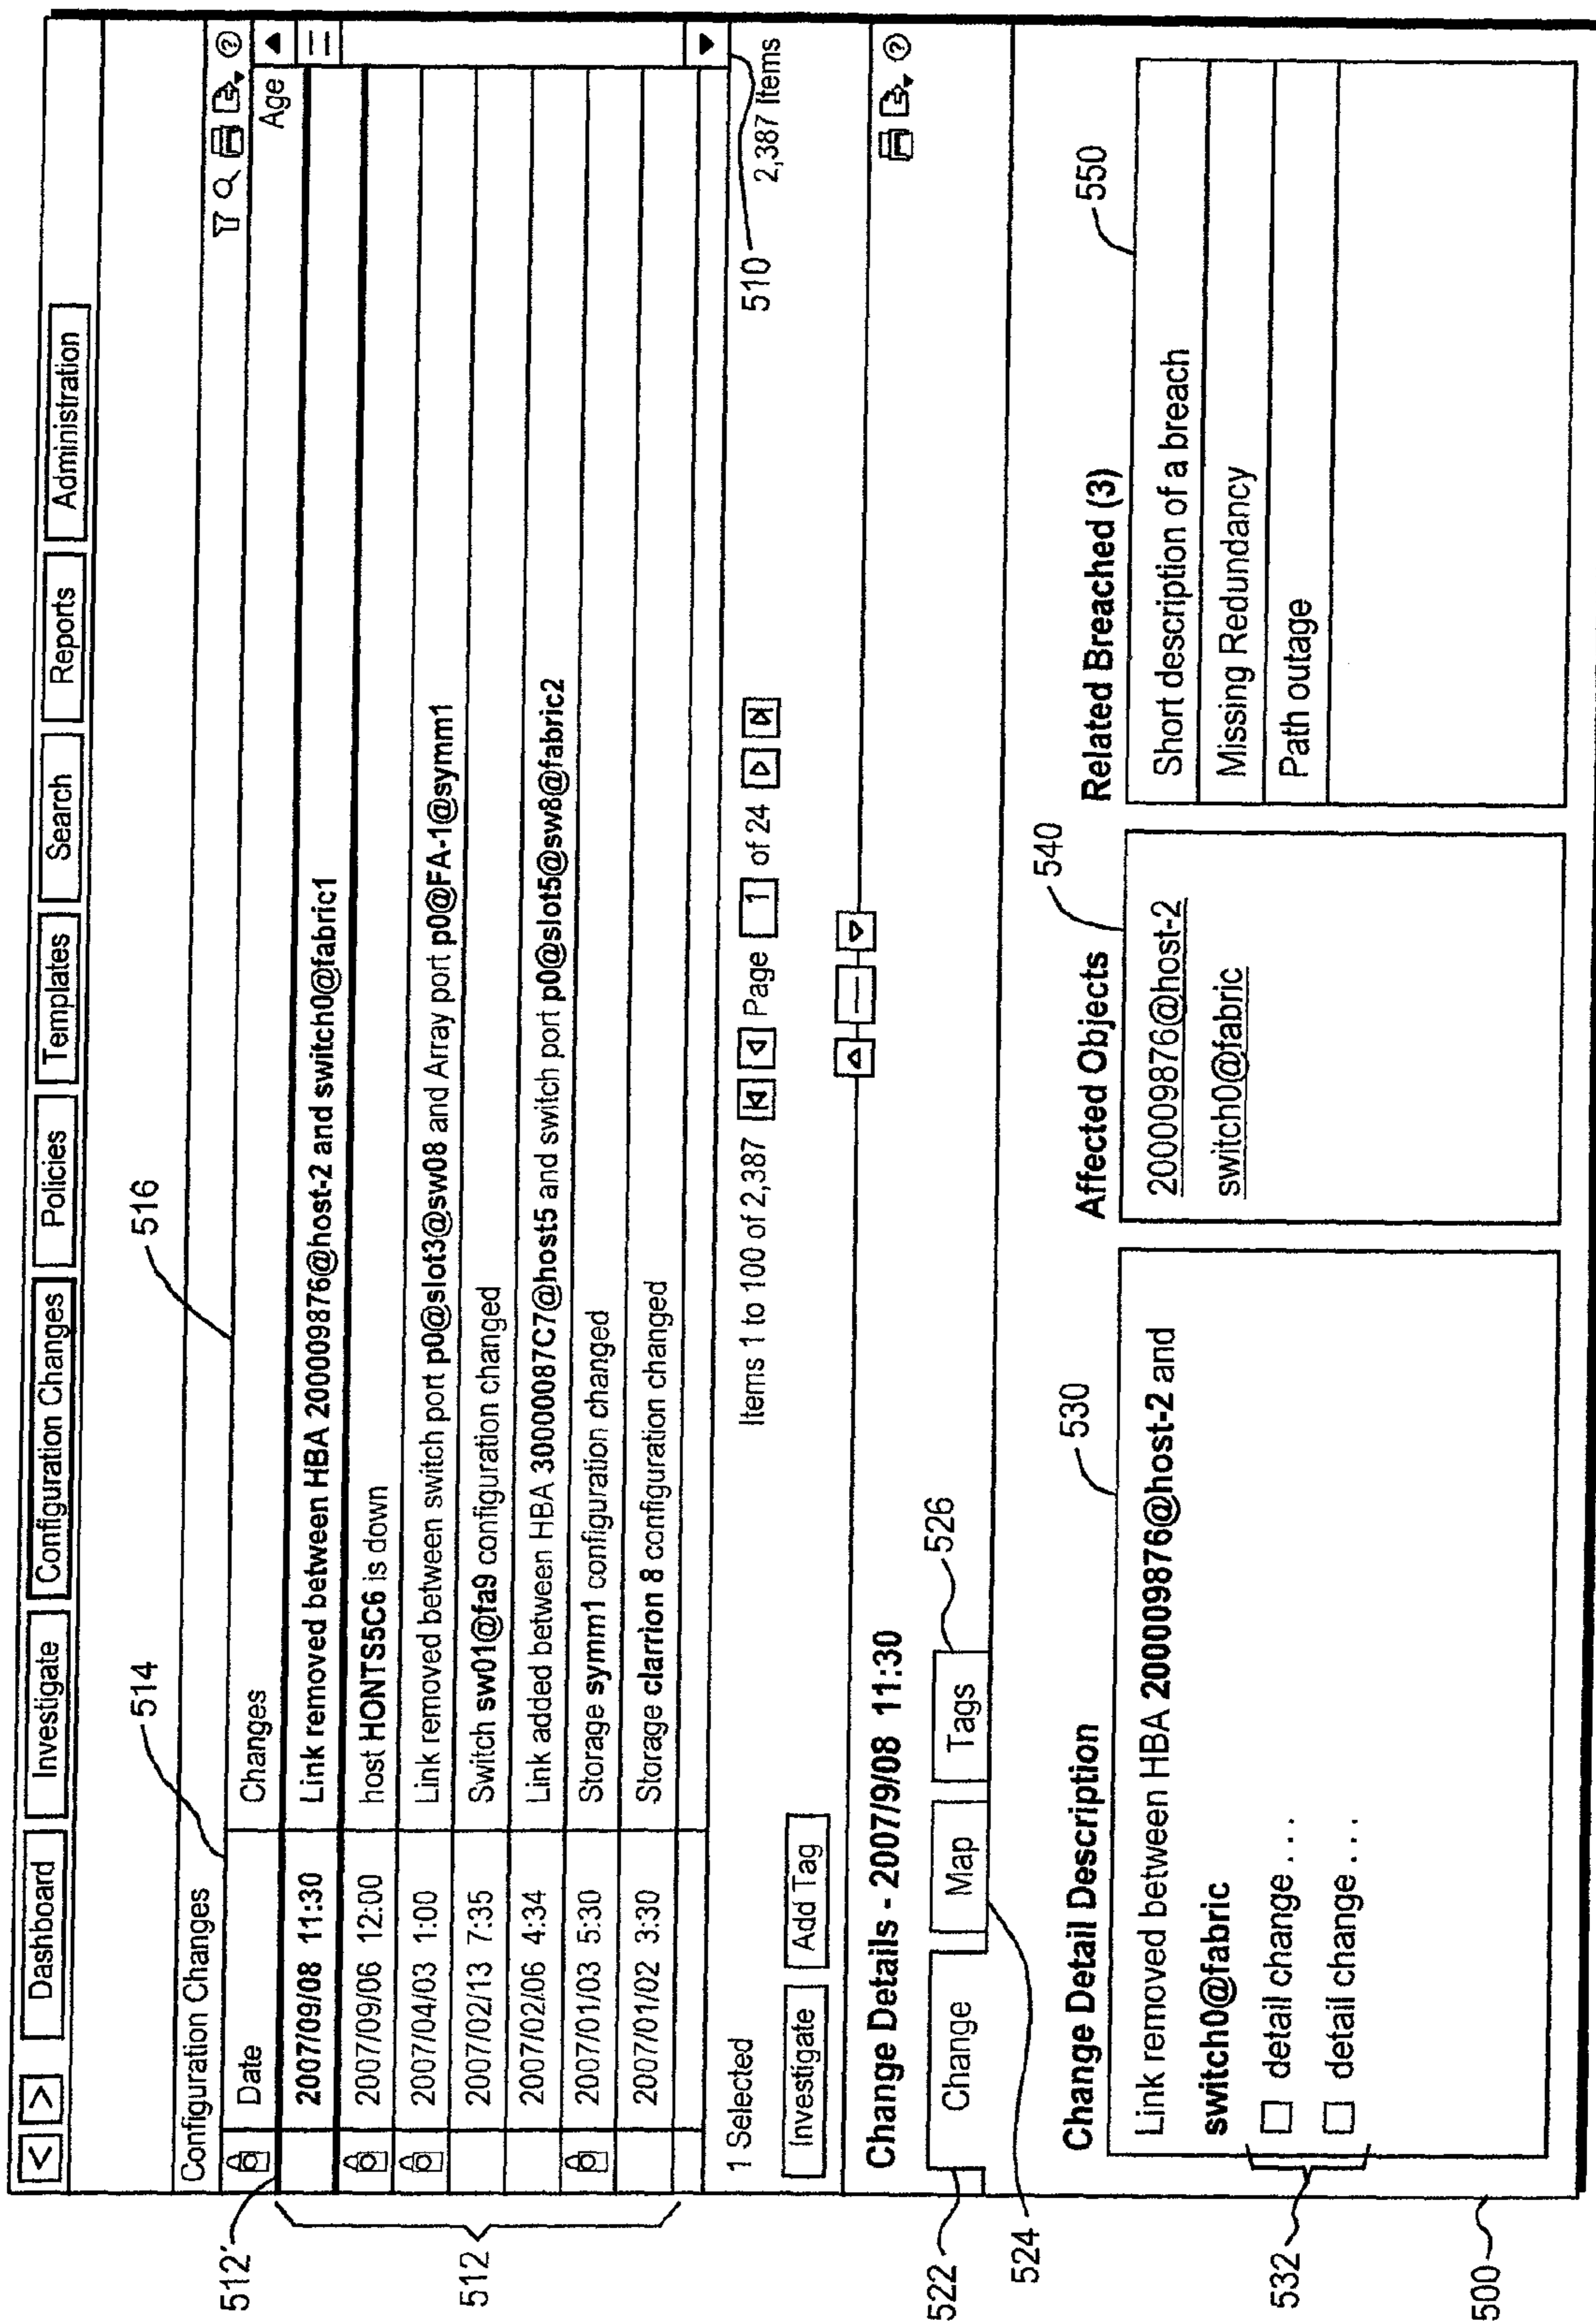 < > Dashboard Investigate Configuration Changes Policies Templates Search Reports Administration
514
516
Configuration Changes
Date Changes Age
512'
2007/09/08 11:30 Link removed between HBA 200009876@host-2 and switch0@fabric1
2007/09/06 12:00 host HONTS5C6 is down
2007/04/03 1:00 Link removed between switch port p0@slot3@sw08 and Array port p0@FA-1@symm1
2007/02/13 7:35 Switch sw01@fa9 configuration changed
2007/02/06 4:34 Link added between HBA 30000087C7@host5 and switch port p0@slot5@sw8@fabric2
2007/01/03 5:30 Storage symm1 configuration changed
2007/01/02 3:30 Storage clarrion 8 configuration changed
512
510
1 Selected Items 1 to 100 of 2,387 Page 1 of 24 2,387 Items
Investigate Add Tag
Change Details - 2007/9/08 11:30
522
Change Map Tags
526
524
Change Detail Description
530
Link removed between HBA 200009876@host-2 and
switch0@fabric
detail change . . .
detail change . . .
532
Affected Objects
540
200009876@host-2
switch0@fabric
Related Breached (3)
550
Short description of a breach
Missing Redundancy
Path outage
500